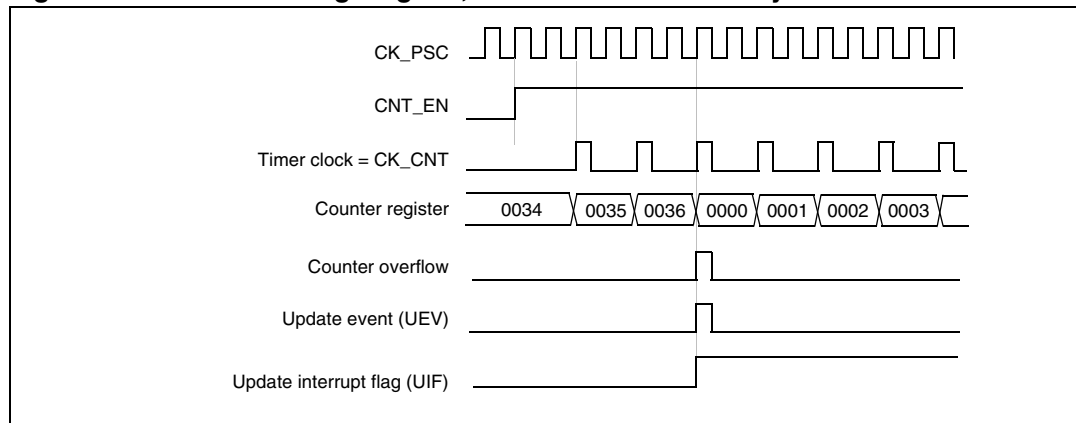 CK_PSC
CNT_EN
Timer clock = CK_CNT
Counter register 0034 0035 0036 0000 0001 0002 0003
Counter overflow
Update event (UEV)
Update interrupt flag (UIF)